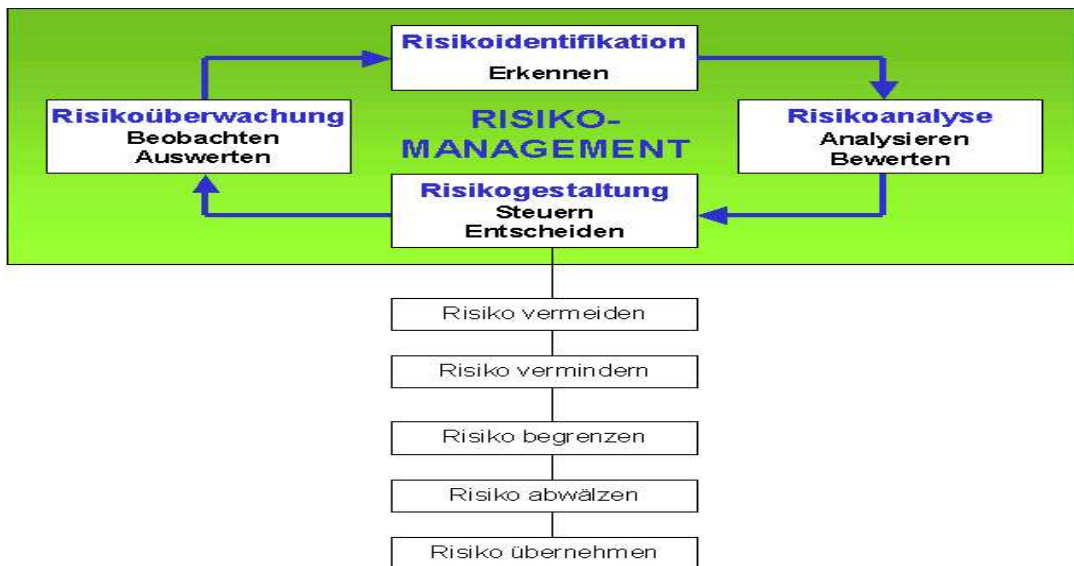 Risikoidentifikation
Erkennen
Risikoüberwachung
Beobachten
Auswerten
RISIKO-
MANAGEMENT
Risikoanalyse
Analysieren
Bewerten
Risikogestaltung
Steuern
Entscheiden
Risiko vermeiden
Risiko vermindern
Risiko begrenzen
Risiko abwälzen
Risiko übernehmen